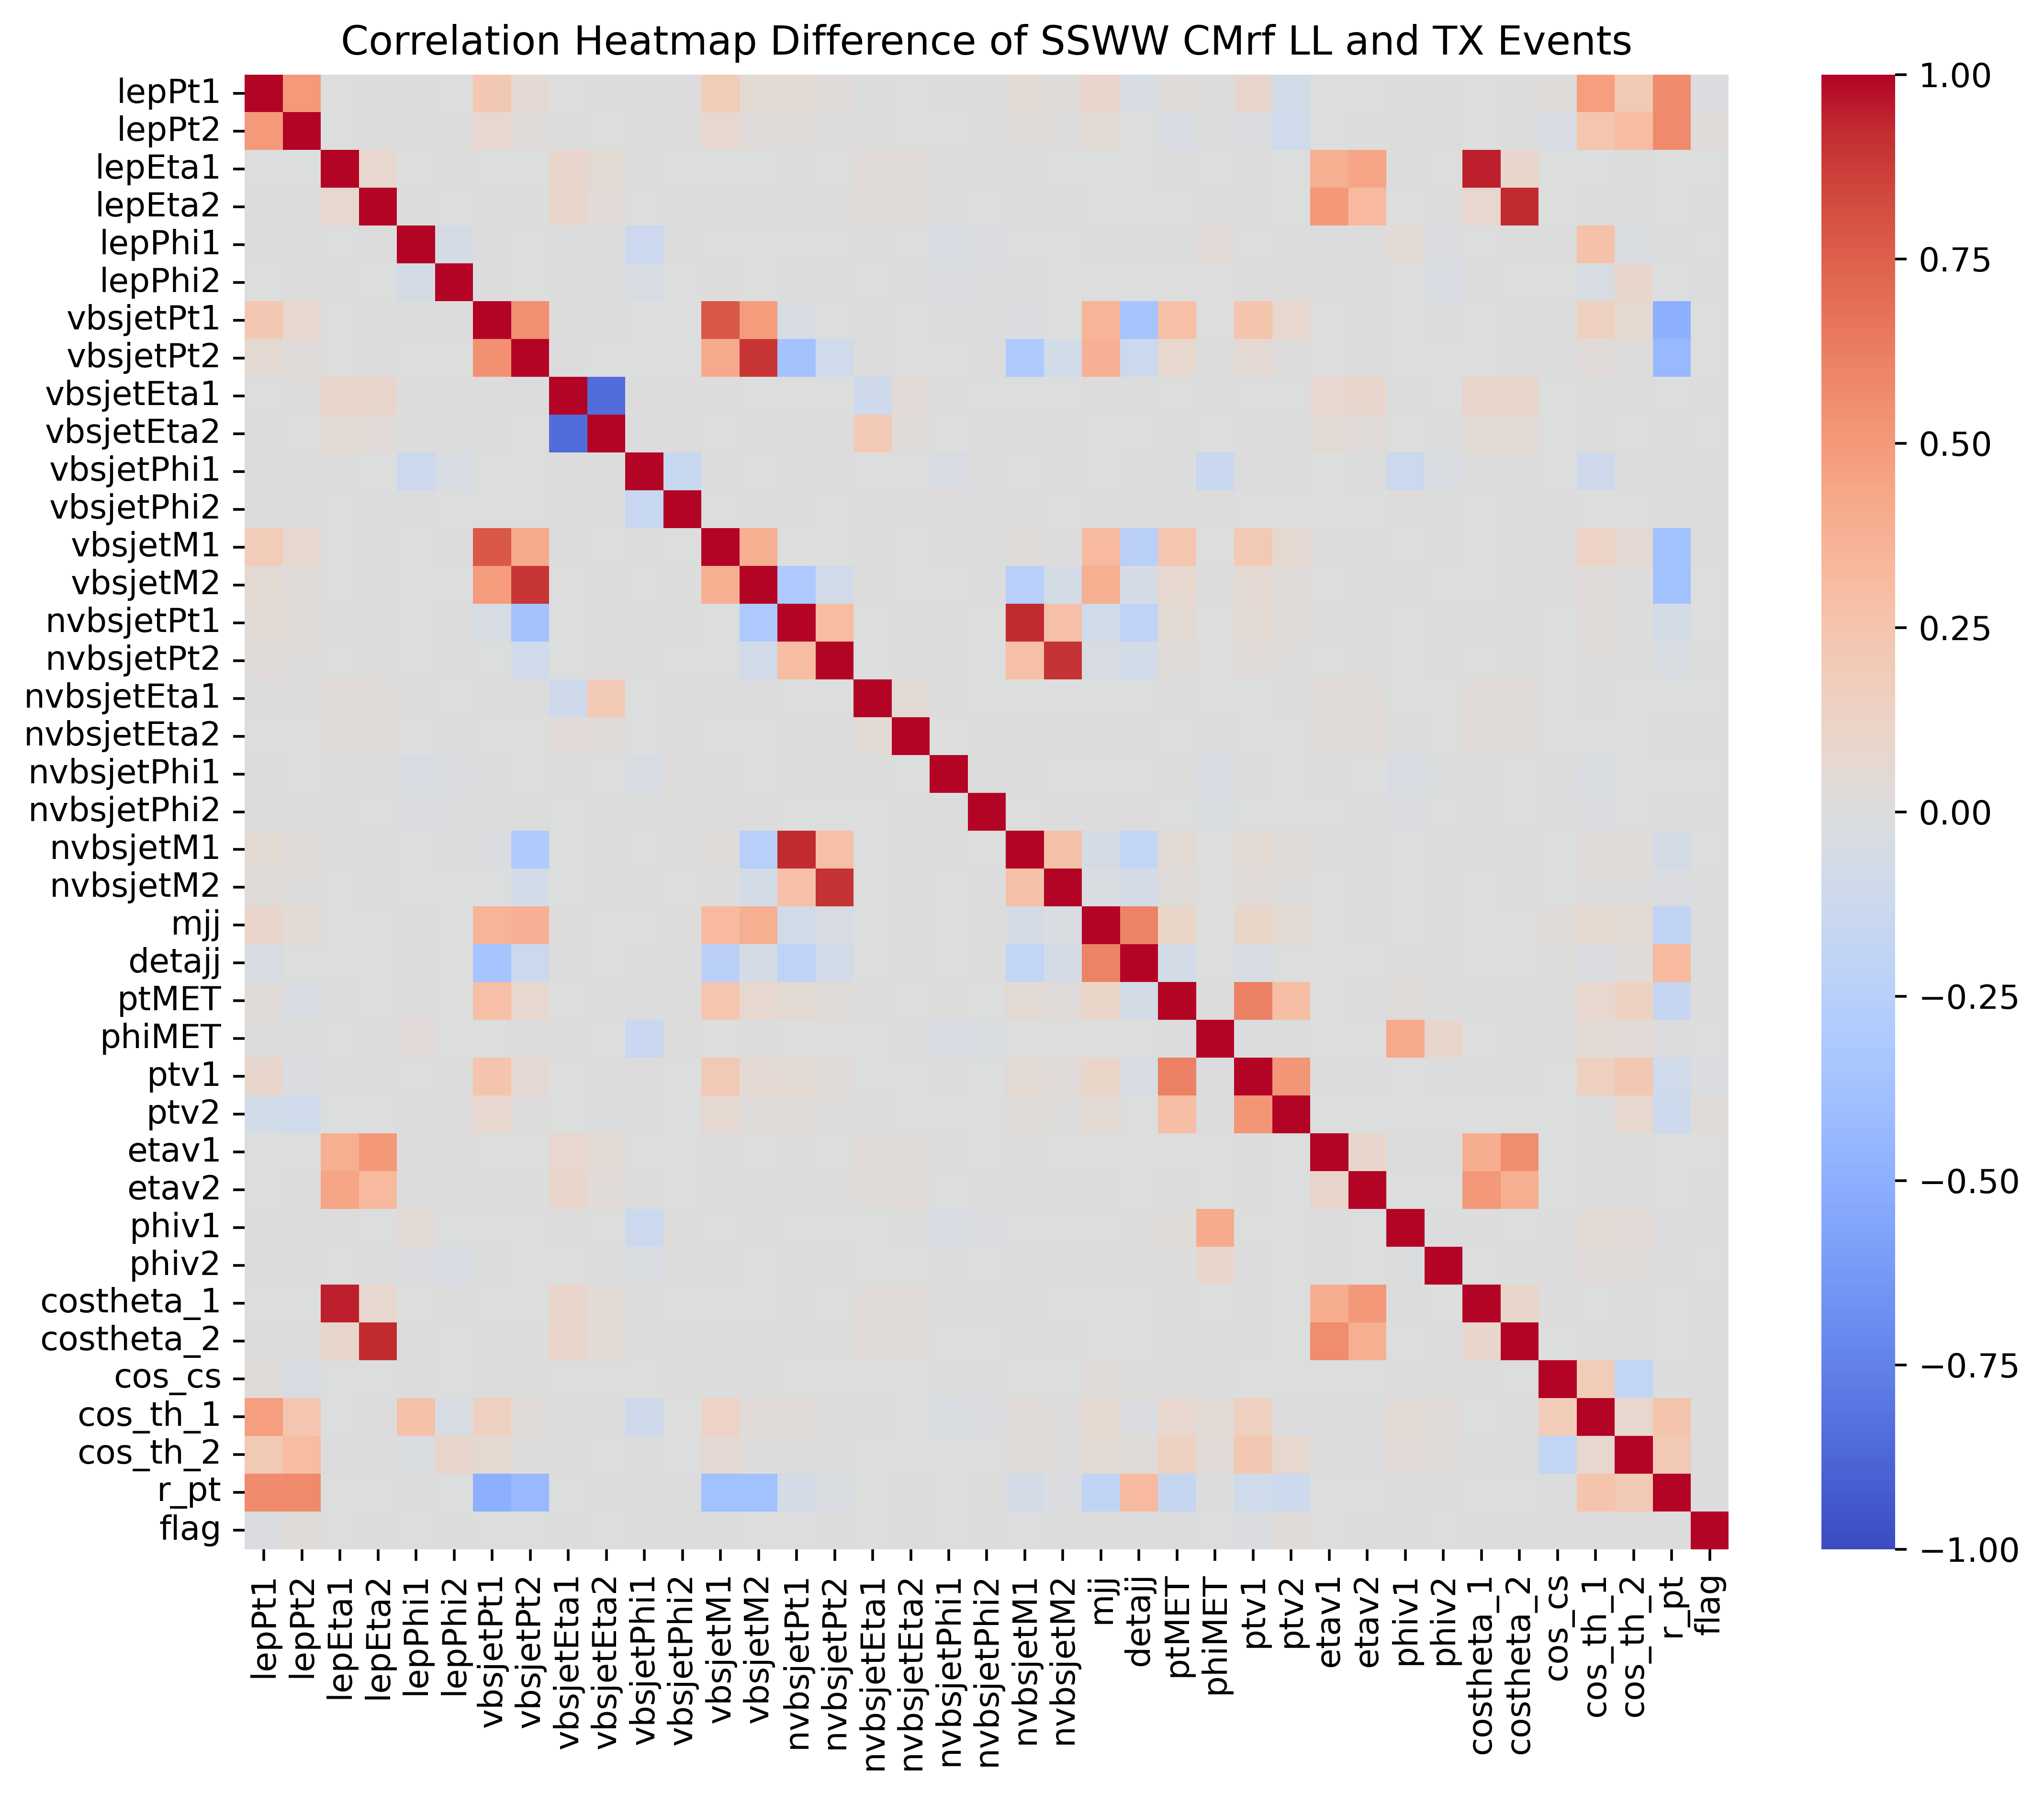 Correlation Heatmap Difference of SSWW CMrf LL and TX Events
lepPt1
lepPt2
lepEta1
lepEta2
lepPhi1
lepPhi2
vbsjetPt1
vbsjetPt2
vbsjetEta1
vbsjetEta2
vbsjetPhi1
vbsjetPhi2
vbsjetM1
vbsjetM2
nvbsjetPt1
nvbsjetPt2
nvbsjetEta1
nvbsjetEta2
nvbsjetPhi1
nvbsjetPhi2
nvbsjetM1
nvbsjetM2
mjj
detajj
ptMET
phiMET
ptv1
ptv2
etav1
etav2
phiv1
phiv2
costheta_1
costheta_2
cos_cs
cos_th_1
cos_th_2
r_pt
flag
lepPt1
lepPt2
lepEta1
lepEta2
lepPhi1
lepPhi2
vbsjetPt1
vbsjetPt2
vbsjetEta1
vbsjetEta2
vbsjetPhi1
vbsjetPhi2
vbsjetM1
vbsjetM2
nvbsjetPt1
nvbsjetPt2
nvbsjetEta1
nvbsjetEta2
nvbsjetPhi1
nvbsjetPhi2
nvbsjetM1
nvbsjetM2
mjj
detajj
ptMET
phiMET
ptv1
ptv2
etav1
etav2
phiv1
phiv2
costheta_1
costheta_2
cos_cs
cos_th_1
cos_th_2
r_pt
flag
1.00
0.75
0.50
0.25
0.00
−0.25
−0.50
−0.75
−1.00